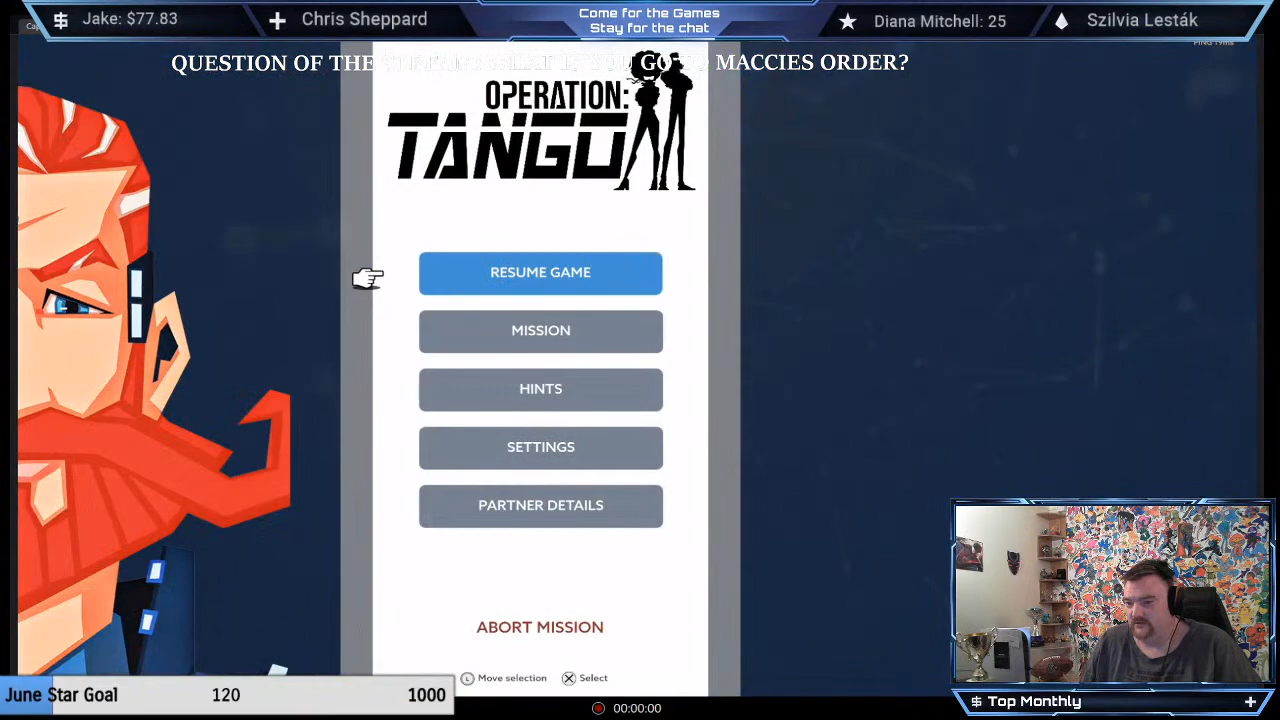 Jake: $77.83
Chris Sheppard
Come for the Games
Stay for the chat
Diana Mitchell: 25
Szilvia Lesták
QUESTION OF THE GO MACCIES ORDER?
OPERATION:
TANGO
RESUME GAME
MISSION
HINTS
SETTINGS
PARTNER DETAILS
ABORT MISSION
L Move selection Select
June Star Goal 120 1000
00:00:00
Top Monthly